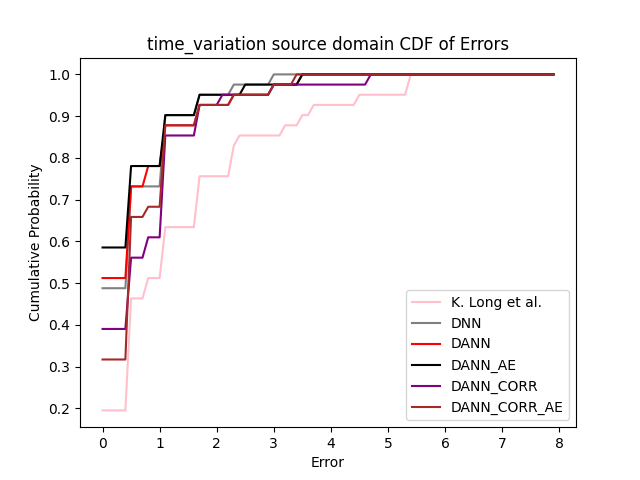 time_variation source domain CDF of Errors
Cumulative Probability
1.0
0.9
0.8
0.7
0.6
0.5
0.4
0.3
0.2
K. Long et al.
DNN
DANN
DANN_AE
DANN_CORR
DANN_CORR_AE
0 1 2 3 4 5 6 7 8
Error